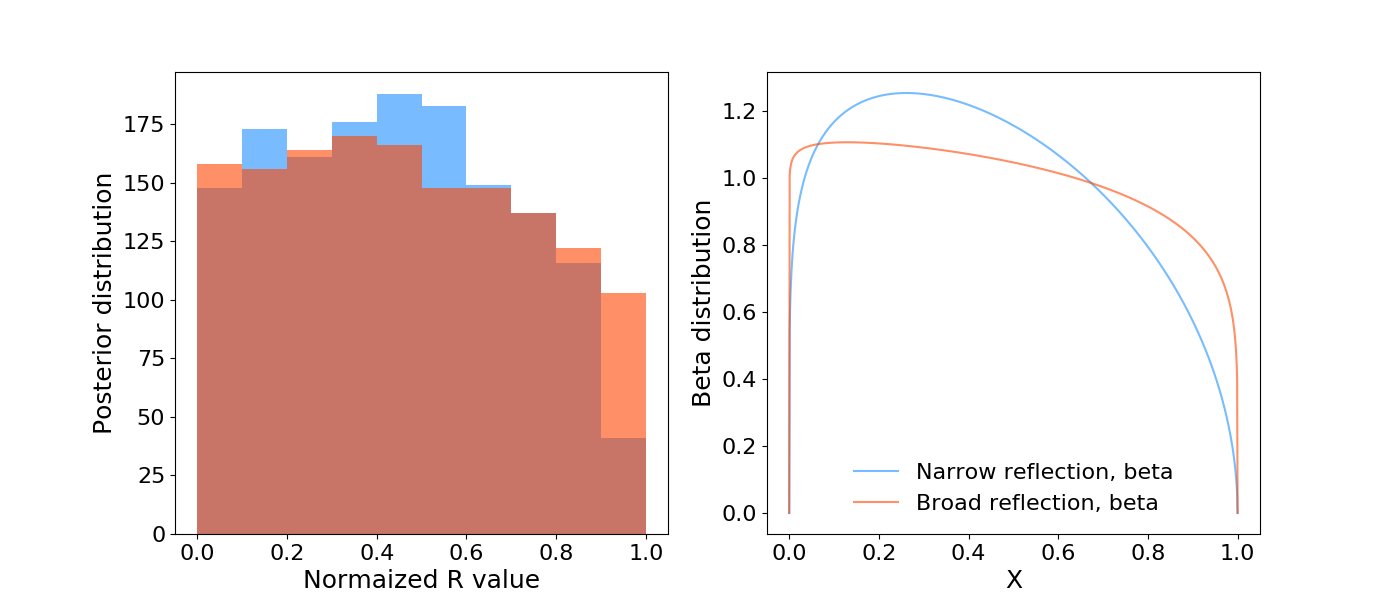 Posterior distribution
175
150
125
100
75
50
25
0
0.0 0.2 0.4 0.6 0.8 1.0
Normaized R value
Beta distribution
1.2
1.0
0.8
0.6
0.4
0.2
0.0
Narrow reflection, beta
Broad reflection, beta
0.0 0.2 0.4 0.6 0.8 1.0
X